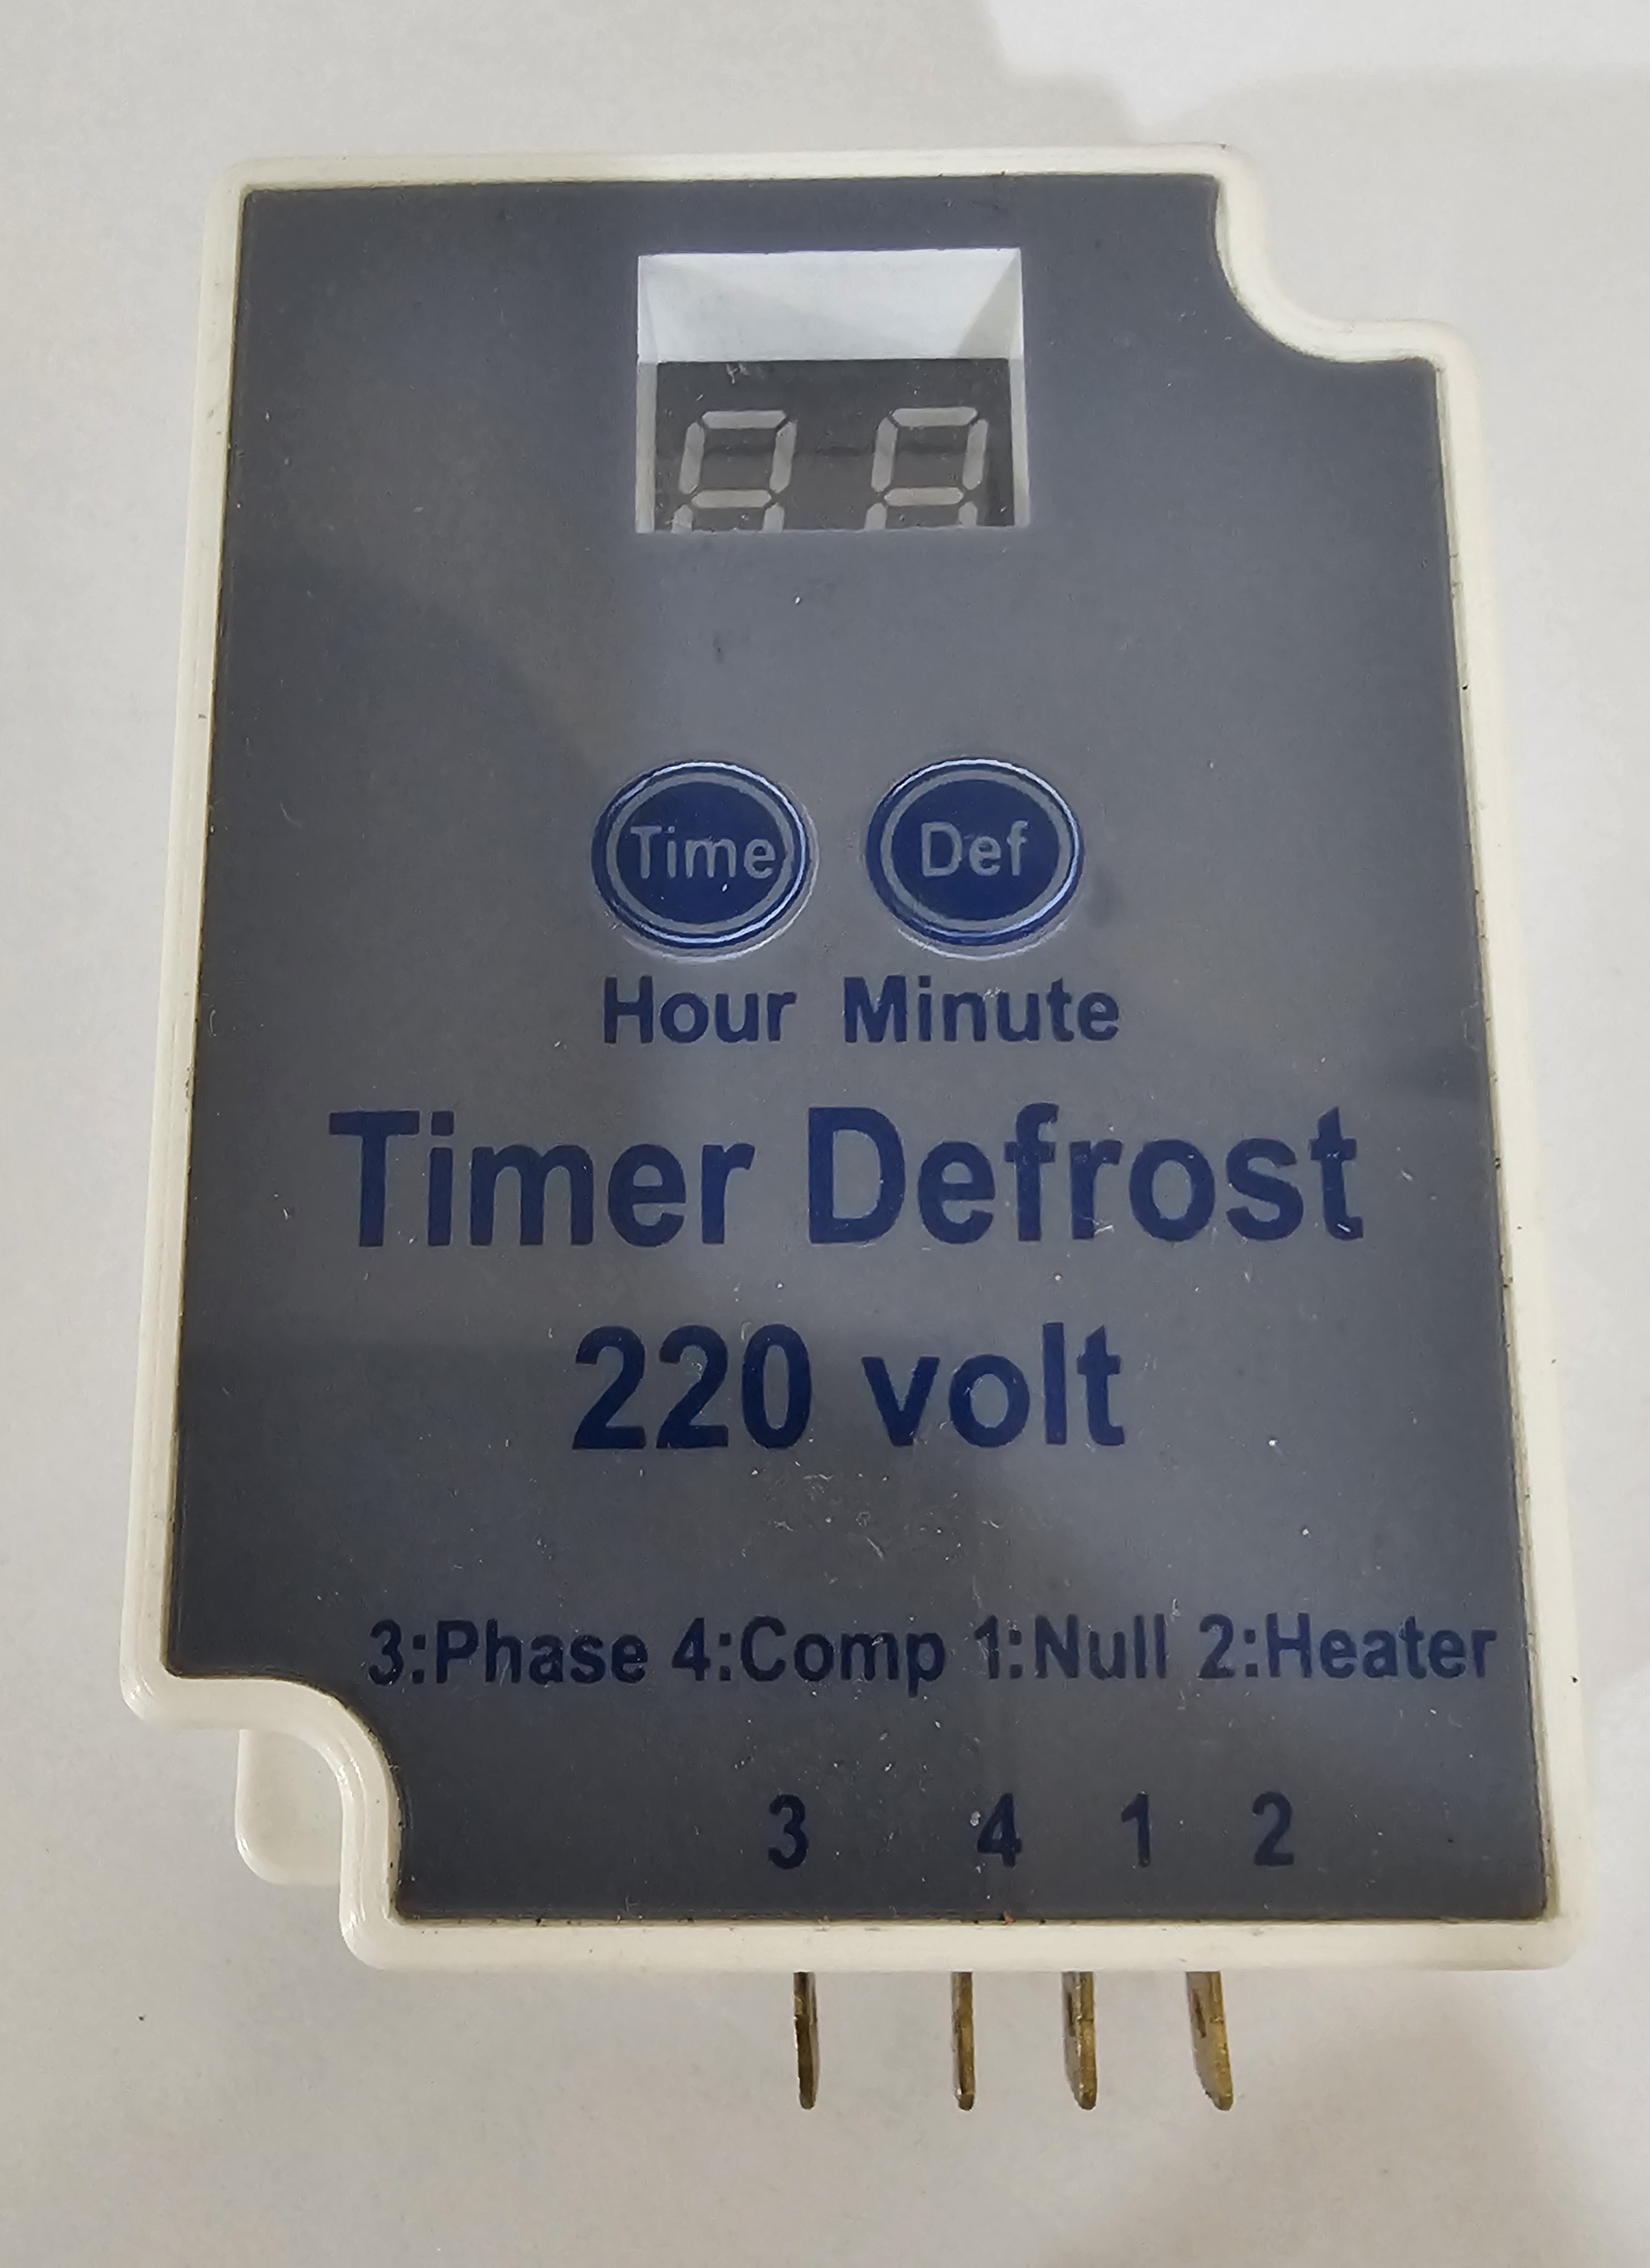 Time Def
Hour Minute
Timer Defrost
220 volt
3:Phase 4:Comp 1:Null 2:Heater
3 4 1 2